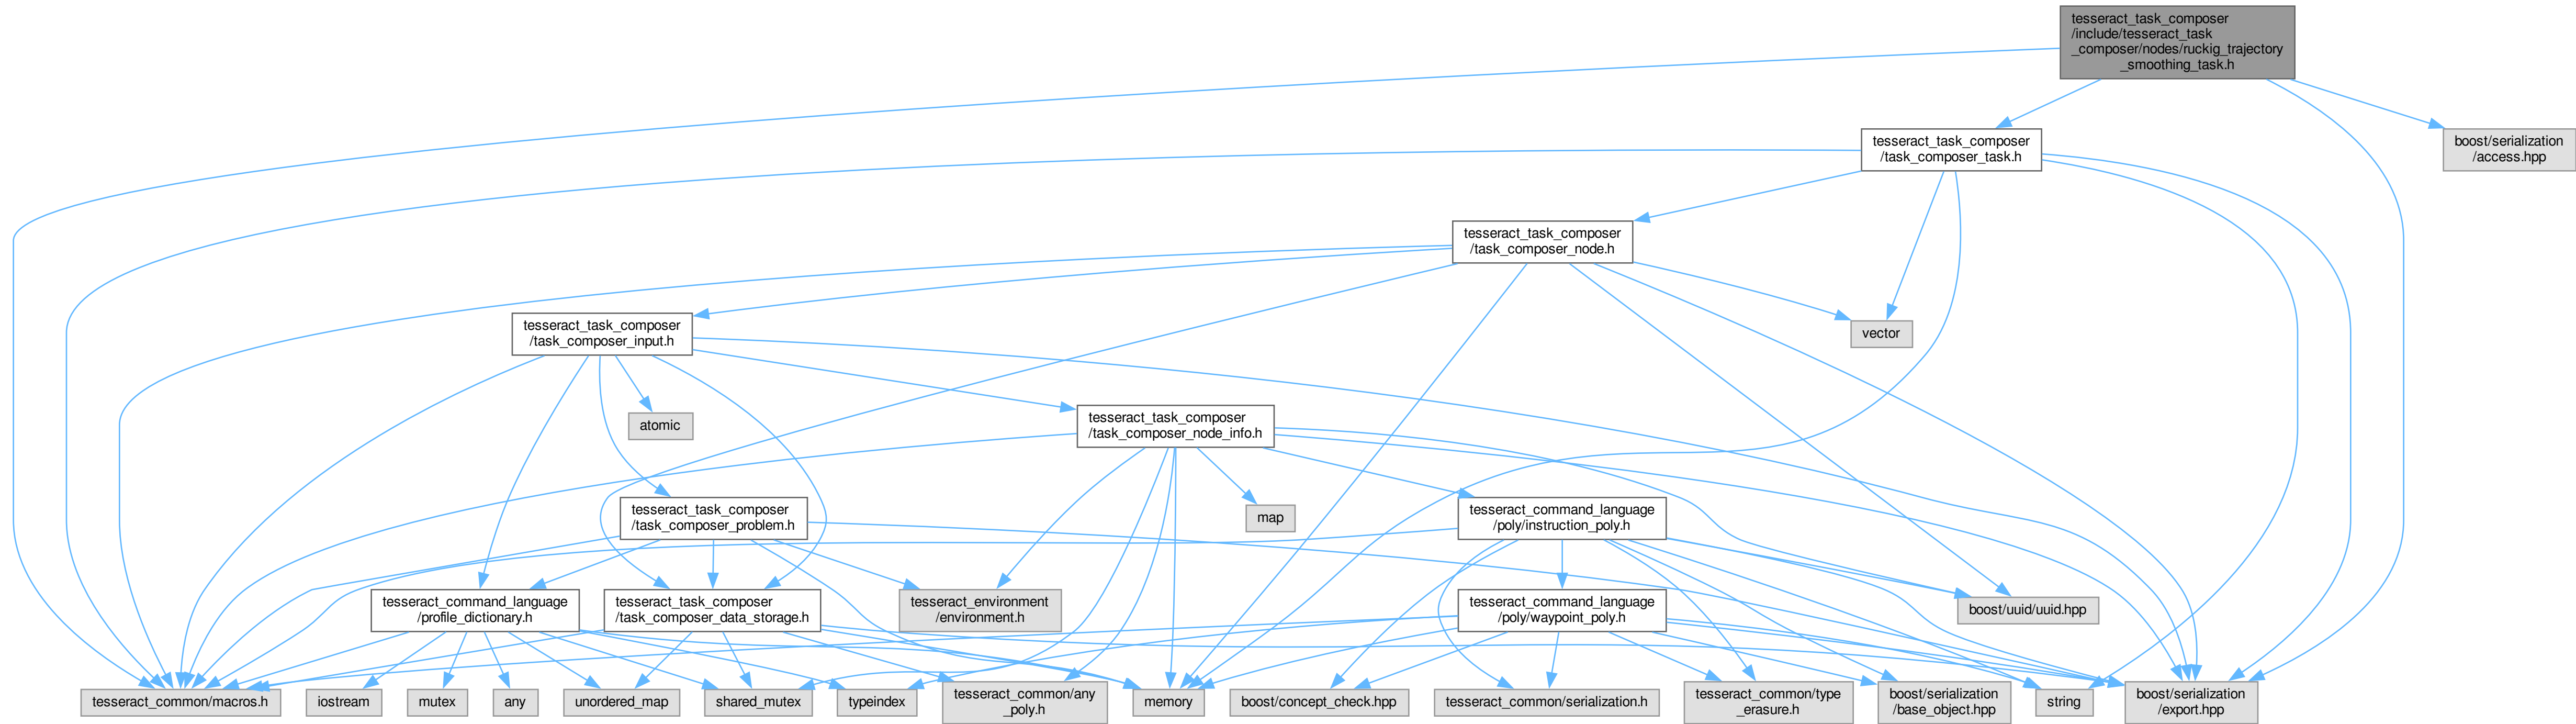 tesseract_task_composer
/include/tesseract_task
_composer/nodes/ruckig_trajectory
_smoothing_task.h
tesseract_task_composer
/task_composer_task.h
boost/serialization
/access.hpp
tesseract_task_composer
/task_composer_node.h
tesseract_task_composer
/task_composer_input.h
vector
atomic
tesseract_task_composer
/task_composer_node_info.h
tesseract_task_composer
/task_composer_problem.h
map
tesseract_command_language
/poly/instruction_poly.h
tesseract_command_language
/profile_dictionary.h
tesseract_task_composer
/task_composer_data_storage.h
tesseract_environment
/environment.h
tesseract_command_language
/poly/waypoint_poly.h
boost/uuid/uuid.hpp
tesseract_common/macros.h
iostream
mutex
any
unordered_map
shared_mutex
typeindex
tesseract_common/any
_poly.h
memory
boost/concept_check.hpp
tesseract_common/serialization.h
tesseract_common/type
_erasure.h
boost/serialization
/base_object.hpp
string
boost/serialization
/export.hpp